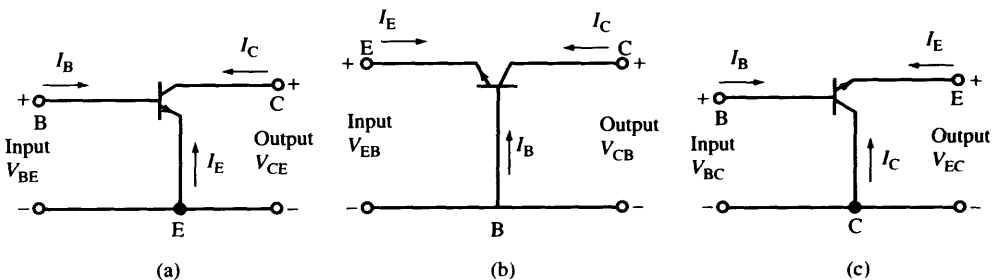 I_B
I_C
+
B
+
C
Input
V_BE
I_E
Output
V_CE
−
−
E
(a)
I_E
I_C
E
C
+
+
Input
V_EB
I_B
Output
V_CB
−
−
B
(b)
I_B
I_E
+
B
+
E
Input
V_BC
I_C
Output
V_EC
−
−
C
(c)